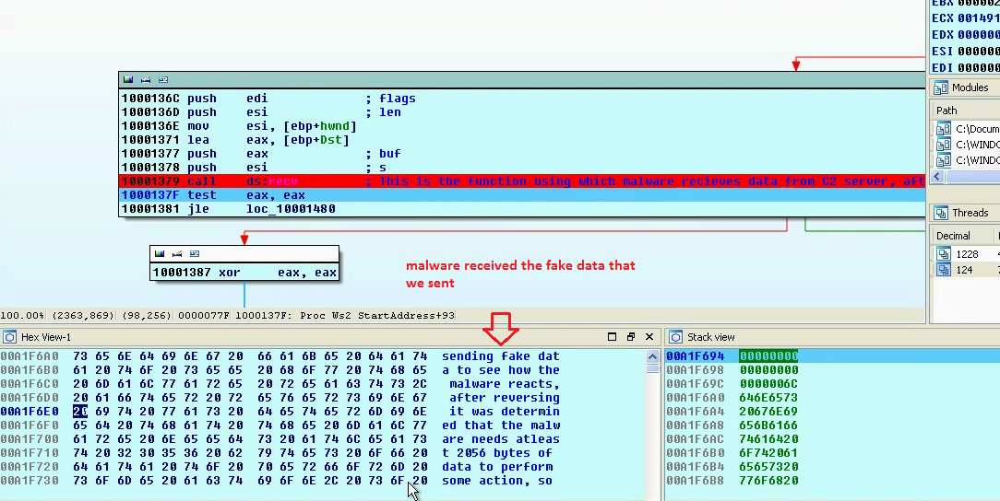 EBX 000002
ECX 001491
EDX 000000
ESI 00000
EDI 00000
1000136C push edi ; flags
1000136D push esi ; len
1000136E mov esi, [ebp+hwnd]
10001371 lea eax, [ebp+Dst]
10001377 push eax ; buf
10001378 push esi ; s
10001379 call ds:recv ; This is the function using which malware recieves data from C2 server, aft
1000137F test eax, eax
10001381 jle loc_10001480
10001387 xor eax, eax
malware received the fake data that
we sent
100.00% (2363,869) (98,256) 0000077F 1000137F: Proc Ws2 StartAddress+93
Modules
Path
C:\Docum
C:\WINDO
C:\WINDO
Threads
Decimal
1228 4
124 7
Hex View-1
00A1F6A0 73 65 6E 64 69 6E 67 20 66 61 6B 65 20 64 61 74 sending fake dat
00A1F6B0 61 20 74 6F 20 73 65 65 20 68 6F 77 20 74 68 65 a to see how the
00A1F6C0 20 6D 61 6C 77 61 72 65 20 72 65 61 63 74 73 2C malware reacts,
00A1F6D0 20 61 66 74 65 72 20 72 65 76 65 72 73 69 6E 67 after reversing
00A1F6E0 20 69 74 20 77 61 73 20 64 65 74 65 72 6D 69 6E it was determin
00A1F6F0 65 64 20 74 68 61 74 20 74 68 65 20 6D 61 6C 77 ed that the malw
00A1F700 61 72 65 20 6E 65 65 64 73 20 61 74 6C 65 61 73 are needs atleas
00A1F710 74 20 32 30 35 36 20 62 79 74 65 73 20 6F 66 20 t 2056 bytes of
00A1F720 64 61 74 61 20 74 6F 20 70 65 72 66 6F 72 6D 20 data to perform
00A1F730 73 6F 6D 65 20 61 63 74 69 6F 6E 2C 20 73 6F 20 some action, so
Stack view
00A1F694 00000000
00A1F698 00000000
00A1F69C 0000006C
00A1F6A0 646E6573
00A1F6A4 20676E69
00A1F6A8 656B6166
00A1F6AC 74616420
00A1F6B0 6F742061
00A1F6B4 65657320
00A1F6B8 776F6820